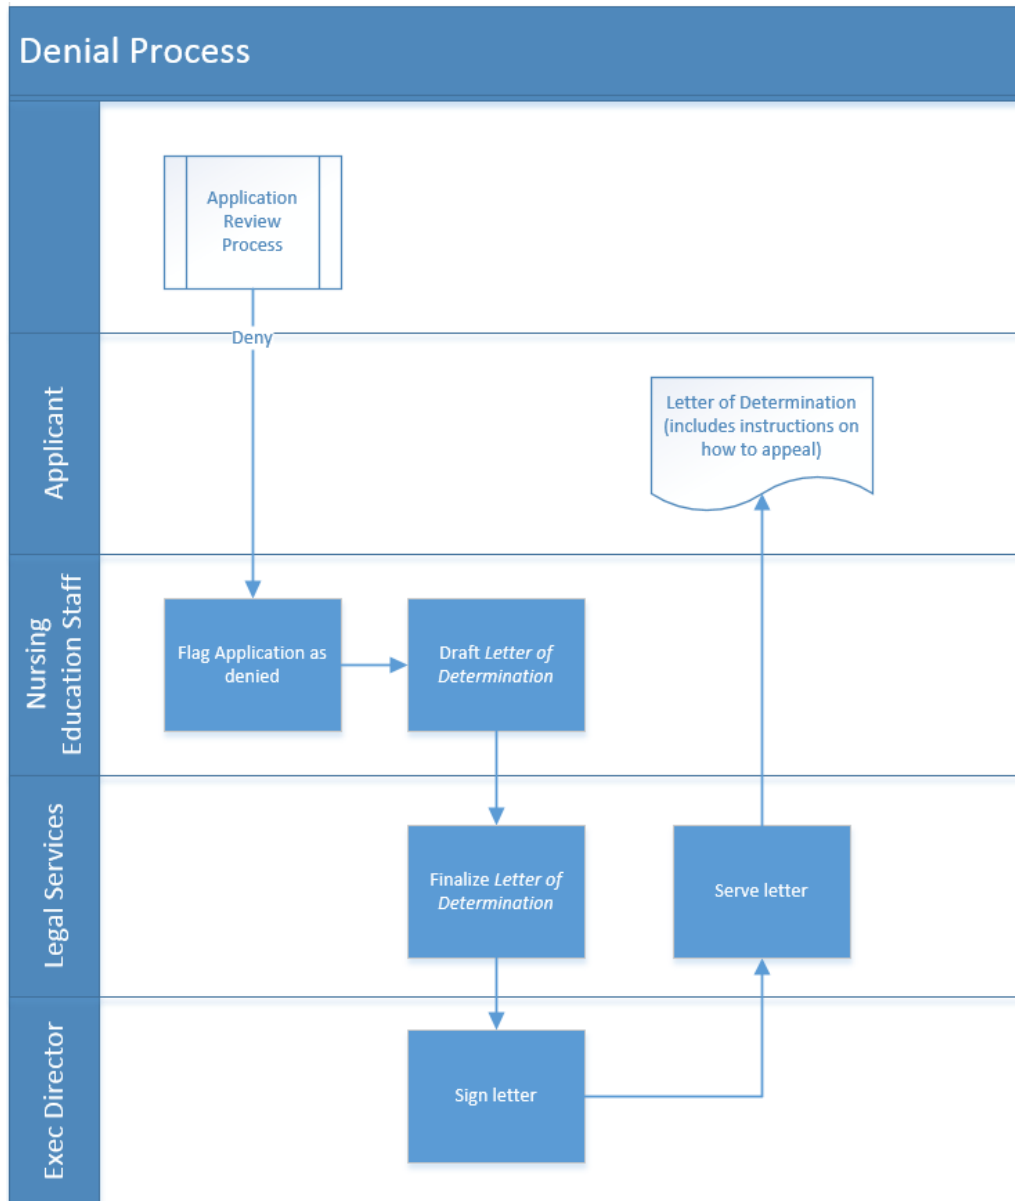 Denial Process
Application
Review
Process
Deny
Applicant
Letter of Determination
(includes instructions on
how to appeal)
Nursing
Education Staff
Flag Application as
denied
Draft Letter of
Determination
Legal Services
Finalize Letter of
Determination
Serve letter
Exec Director
Sign letter